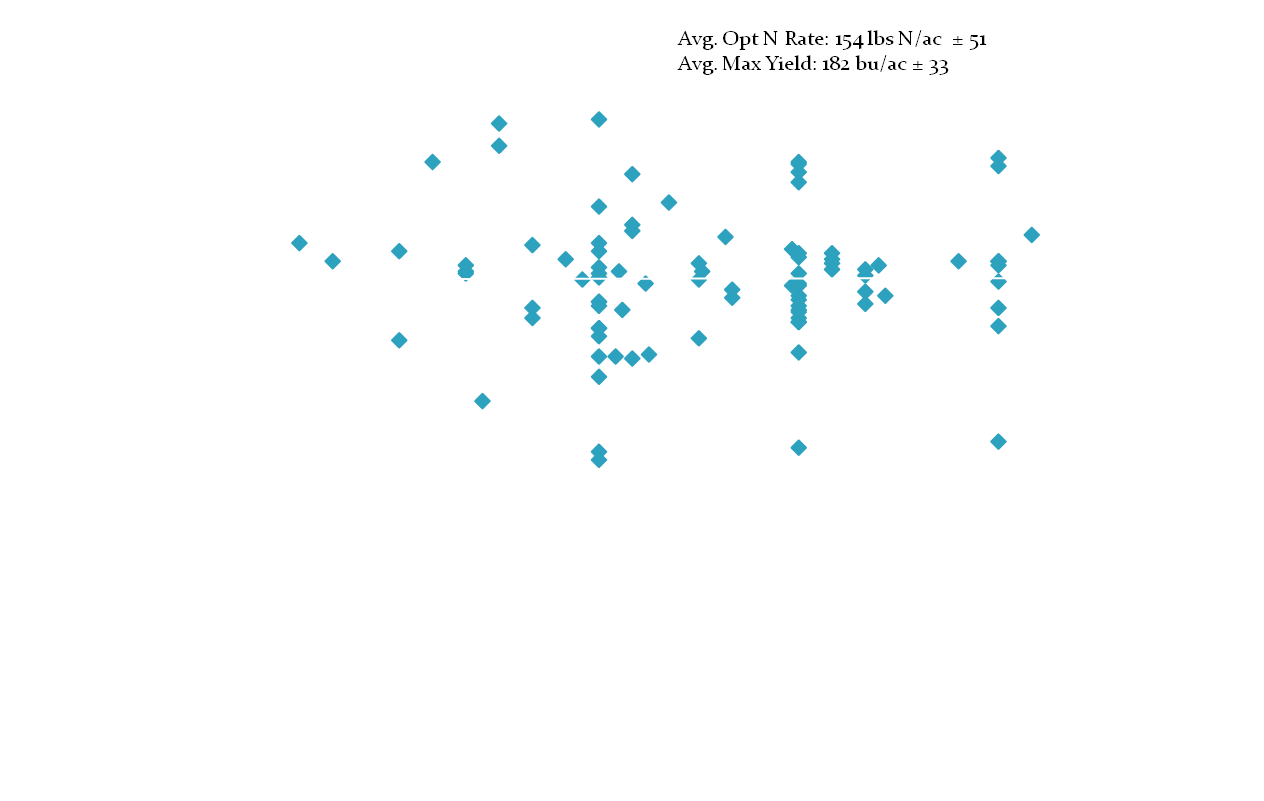 Avg. Opt N Rate: 154 lbs N/ac ± 51
Avg. Max Yield: 182 bu/ac ± 33